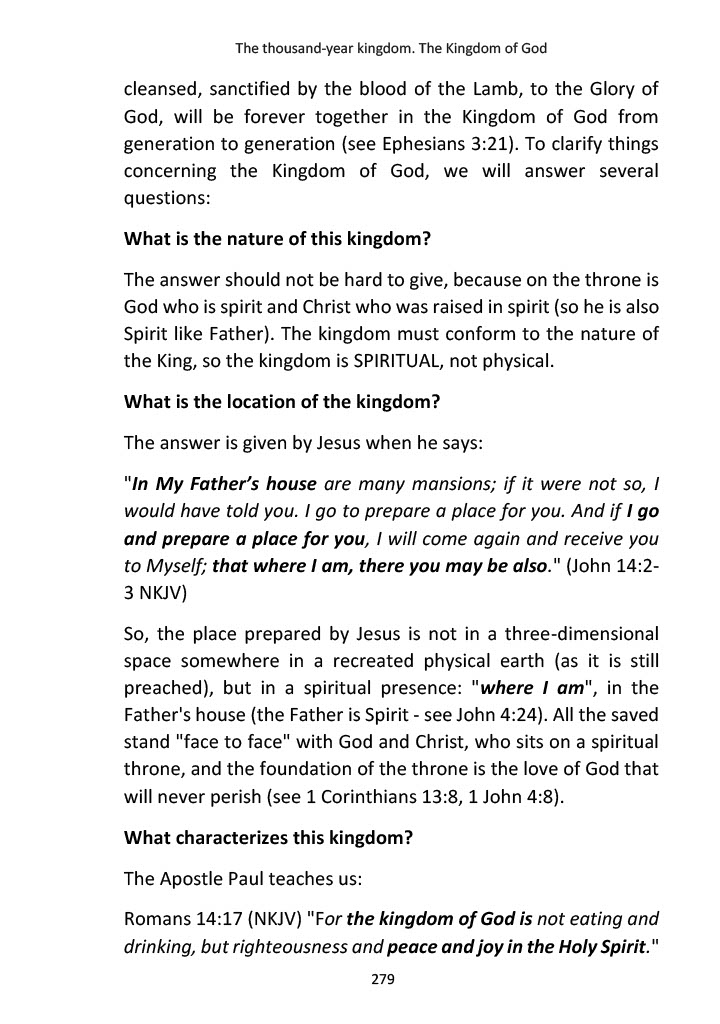 The thousand-year kingdom. The Kingdom of God
cleansed, sanctified by the blood of the Lamb, to the Glory of
God, will be forever together in the Kingdom of God from
generation to generation (see Ephesians 3:21). To clarify things
concerning the Kingdom of God, we will answer several
questions:
What is the nature of this kingdom?
The answer should not be hard to give, because on the throne is
God who is spirit and Christ who was raised in spirit (so he is also
Spirit like Father). The kingdom must conform to the nature of
the King, so the kingdom is SPIRITUAL, not physical.
What is the location of the kingdom?
The answer is given by Jesus when he says:
"In My Father’s house are many mansions; if it were not so, I
would have told you. I go to prepare a place for you. And if I go
and prepare a place for you, I will come again and receive you
to Myself; that where I am, there you may be also." (John 14:2-
3 NKJV)
So, the place prepared by Jesus is not in a three-dimensional
space somewhere in a recreated physical earth (as it is still
preached), but in a spiritual presence: "where I am", in the
Father's house (the Father is Spirit - see John 4:24). All the saved
stand "face to face" with God and Christ, who sits on a spiritual
throne, and the foundation of the throne is the love of God that
will never perish (see 1 Corinthians 13:8, 1 John 4:8).
What characterizes this kingdom?
The Apostle Paul teaches us:
Romans 14:17 (NKJV) "For the kingdom of God is not eating and
drinking, but righteousness and peace and joy in the Holy Spirit."
279